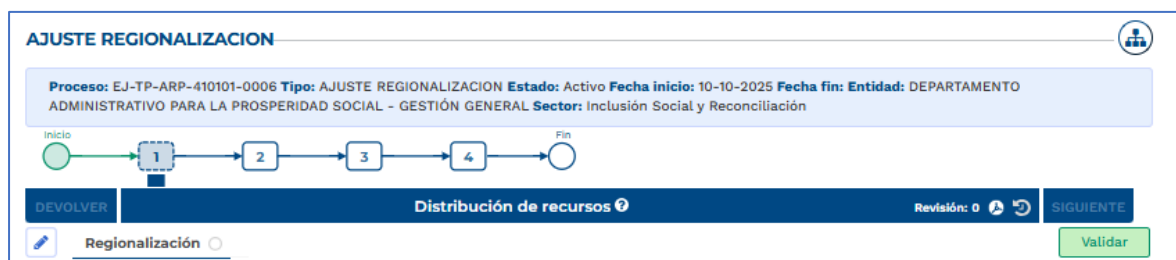 AJUSTE REGIONALIZACION
Proceso: EJ-TP-ARP-410101-0006 Tipo: AJUSTE REGIONALIZACION Estado: Activo Fecha inicio: 10-10-2025 Fecha fin: Entidad: DEPARTAMENTO
ADMINISTRATIVO PARA LA PROSPERIDAD SOCIAL - GESTIÓN GENERAL Sector: Inclusión Social y Reconciliación
Inicio Fin
1 2 3 4
DEVOLVER Distribución de recursos ? Revisión: 0 SIGUIENTE
Regionalización Validar